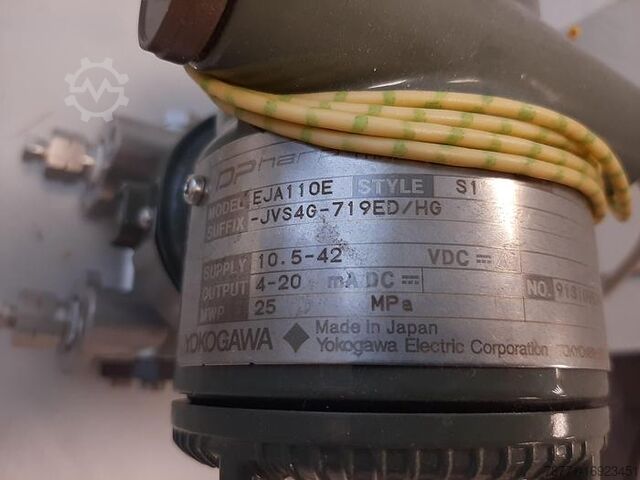 DPharp
MODEL EJA110E STYLE S1
SUFFIX -JVS4G-719ED/HG
SUPPLY 10.5-42 VDC
OUTPUT 4-20 mA DC NO.
MWP 25 MPa
YOKOGAWA Made in Japan
Yokogawa Electric Corporation